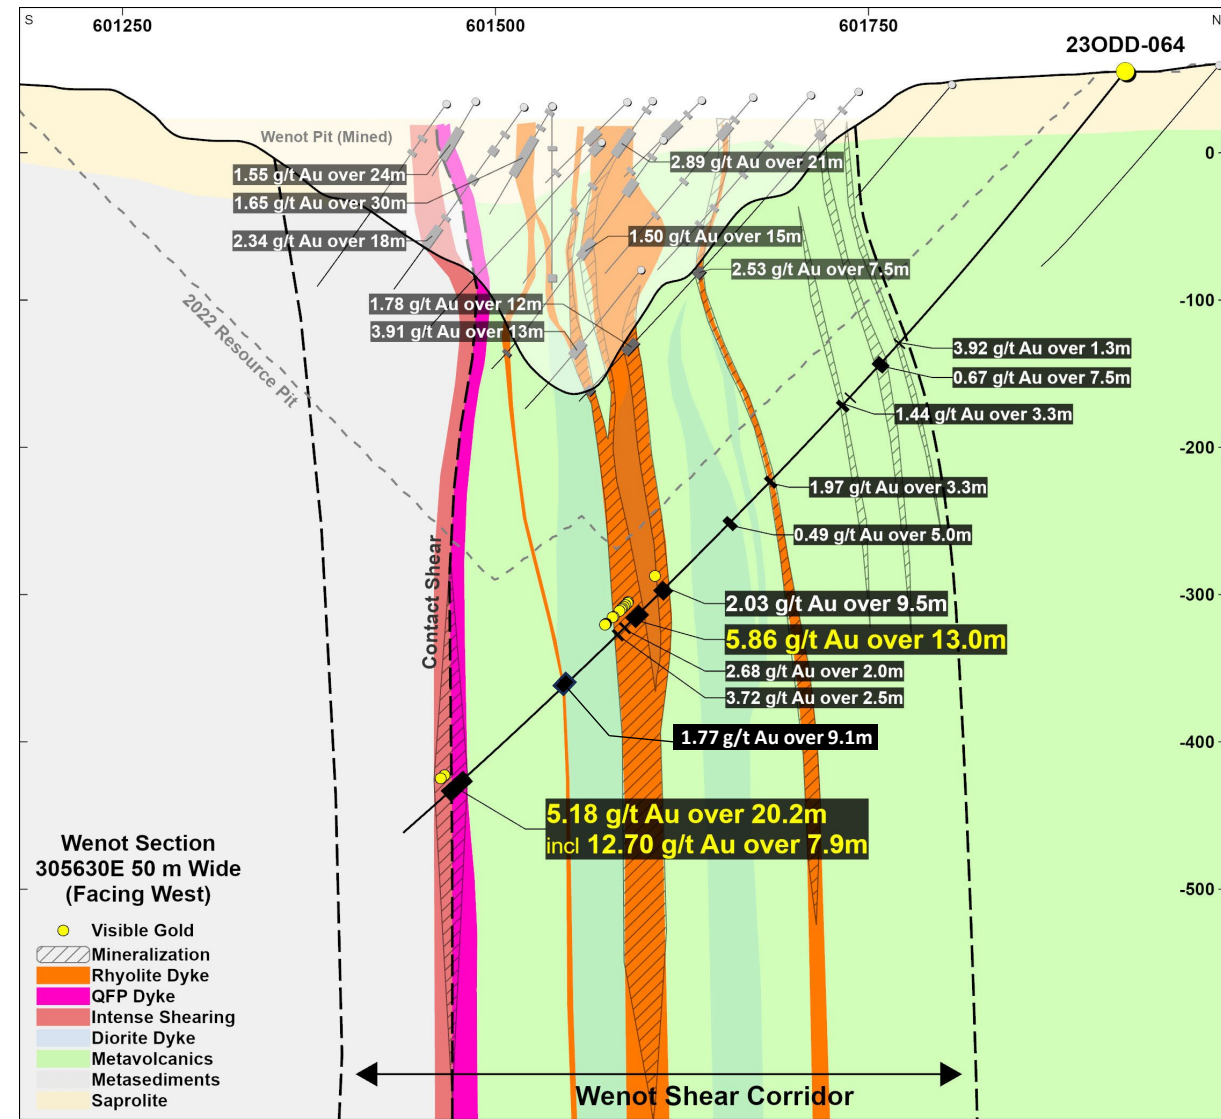 S
601250
601500
601750
N
23ODD-064
Wenot Pit (Mined)
0
2.89 g/t Au over 21m
1.55 g/t Au over 24m
1.65 g/t Au over 30m
2.34 g/t Au over 18m
1.50 g/t Au over 15m
2.53 g/t Au over 7.5m
1.78 g/t Au over 12m
-100
3.91 g/t Au over 13m
2022 Resource Pit
3.92 g/t Au over 1.3m
0.67 g/t Au over 7.5m
1.44 g/t Au over 3.3m
-200
1.97 g/t Au over 3.3m
0.49 g/t Au over 5.0m
Contact Shear
-300
2.03 g/t Au over 9.5m
5.86 g/t Au over 13.0m
2.68 g/t Au over 2.0m
3.72 g/t Au over 2.5m
1.77 g/t Au over 9.1m
-400
5.18 g/t Au over 20.2m
incl 12.70 g/t Au over 7.9m
-500
Wenot Section
305630E 50 m Wide
(Facing West)
Visible Gold
Mineralization
Rhyolite Dyke
QFP Dyke
Intense Shearing
Diorite Dyke
Metavolcanics
Metasediments
Saprolite
Wenot Shear Corridor